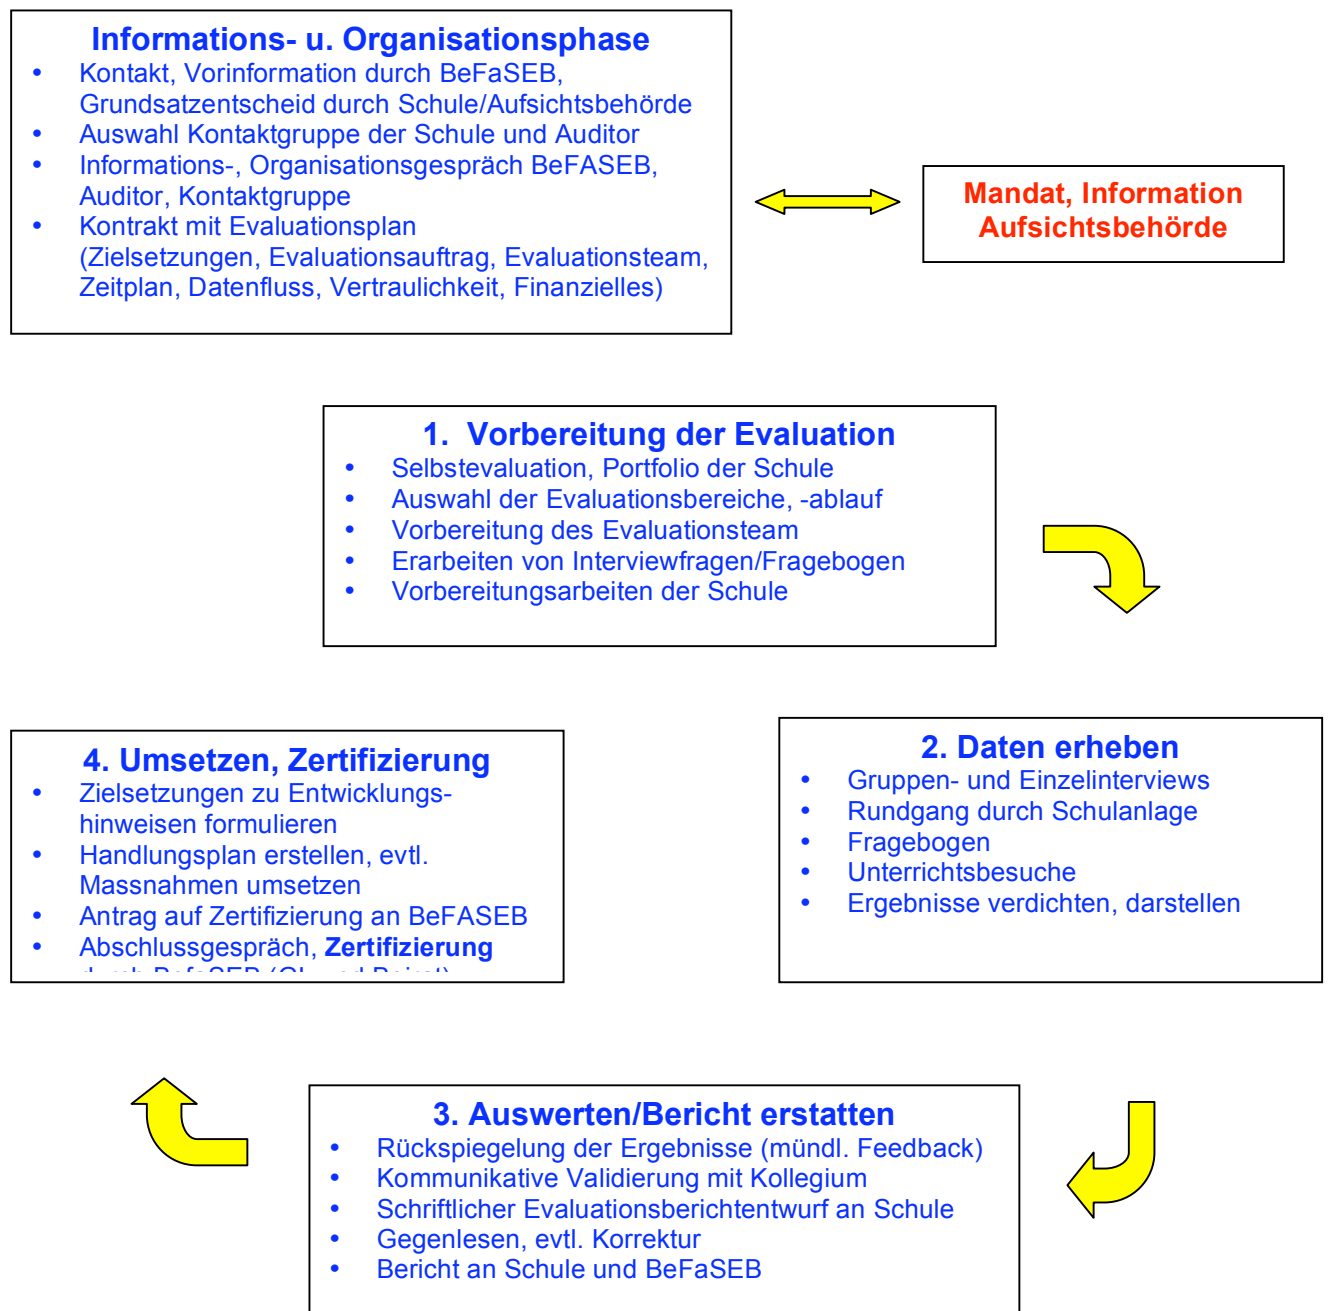 Informations- u. Organisationsphase
• Kontakt, Vorinformation durch BeFaSEB,
Grundsatzentscheid durch Schule/Aufsichtsbehörde
• Auswahl Kontaktgruppe der Schule und Auditor
• Informations-, Organisationsgespräch BeFASEB,
Auditor, Kontaktgruppe
• Kontrakt mit Evaluationsplan
(Zielsetzungen, Evaluationsauftrag, Evaluationsteam,
Zeitplan, Datenfluss, Vertraulichkeit, Finanzielles)
Mandat, Information
Aufsichtsbehörde
1. Vorbereitung der Evaluation
• Selbstevaluation, Portfolio der Schule
• Auswahl der Evaluationsbereiche, -ablauf
• Vorbereitung des Evaluationsteam
• Erarbeiten von Interviewfragen/Fragebogen
• Vorbereitungsarbeiten der Schule
2. Daten erheben
• Gruppen- und Einzelinterviews
• Rundgang durch Schulanlage
• Fragebogen
• Unterrichtsbesuche
• Ergebnisse verdichten, darstellen
3. Auswerten/Bericht erstatten
• Rückspiegelung der Ergebnisse (mündl. Feedback)
• Kommunikative Validierung mit Kollegium
• Schriftlicher Evaluationsberichtentwurf an Schule
• Gegenlesen, evtl. Korrektur
• Bericht an Schule und BeFaSEB
4. Umsetzen, Zertifizierung
• Zielsetzungen zu Entwicklungs-
hinweisen formulieren
• Handlungsplan erstellen, evtl.
Massnahmen umsetzen
• Antrag auf Zertifizierung an BeFASEB
• Abschlussgespräch, Zertifizierung